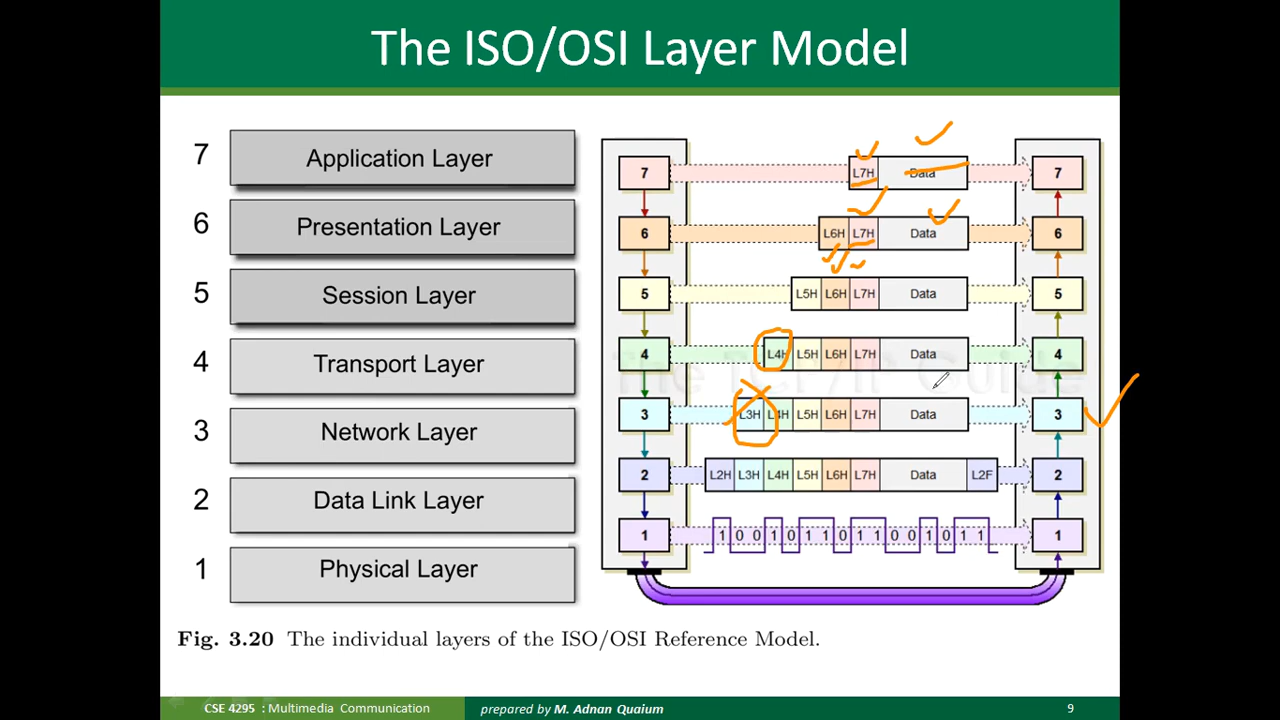 The ISO/OSI Layer Model
7 Application Layer
6 Presentation Layer
5 Session Layer
4 Transport Layer
3 Network Layer
2 Data Link Layer
1 Physical Layer
7 L7H Data 7
6 L6H L7H Data 6
5 L5H L6H L7H Data 5
4 L4H L5H L6H L7H Data 4
The TCP/IP Guide
3 L3H L4H L5H L6H L7H Data 3
2 L2H L3H L4H L5H L6H L7H Data L2F 2
1 1 0 0 1 0 1 1 0 1 1 0 0 1 0 1 1 1
Fig. 3.20 The individual layers of the ISO/OSI Reference Model.
CSE 4295 : Multimedia Communication prepared by M. Adnan Quaium 9